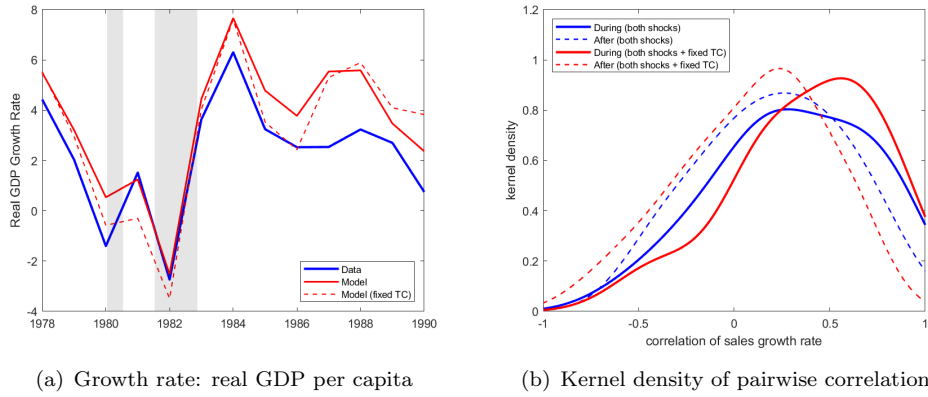 8
6
4
2
0
-2
-4
Real GDP Growth Rate
1978
1980
1982
1984
1986
1988
1990
Data
Model
Model (fixed TC)
(a) Growth rate: real GDP per capita
1.2
1
0.8
0.6
0.4
0.2
0
kernel density
-1
-0.5
0
0.5
1
correlation of sales growth rate
During (both shocks)
After (both shocks)
During (both shocks + fixed TC)
After (both shocks + fixed TC)
(b) Kernel density of pairwise correlation